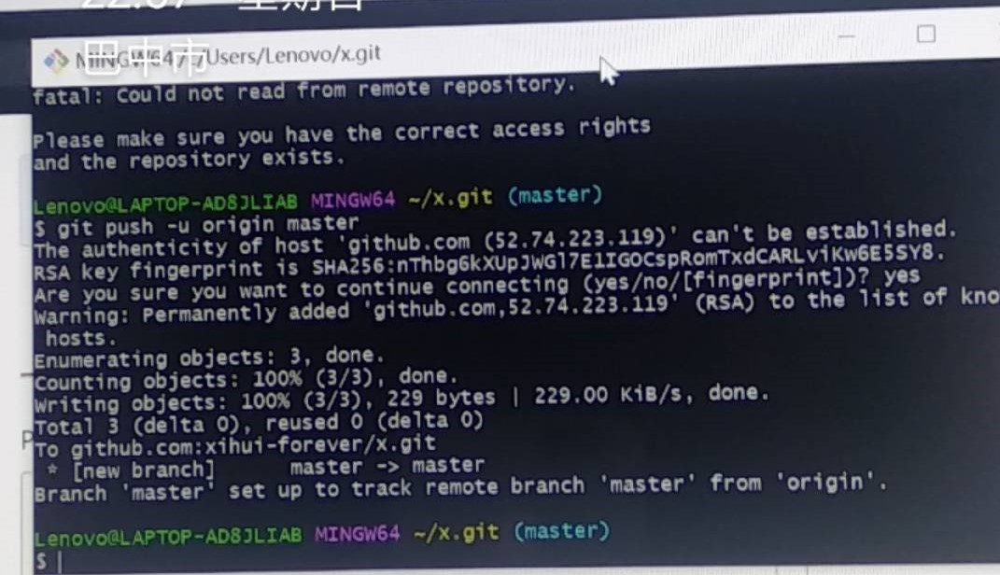 MINGW64:/Users/Lenovo/x.git
fatal: Could not read from remote repository.
Please make sure you have the correct access rights
and the repository exists.
Lenovo@LAPTOP-AD8JLIAB MINGW64 ~/x.git (master)
$ git push -u origin master
The authenticity of host 'github.com (52.74.223.119)' can't be established.
RSA key fingerprint is SHA256:nThbg6kXUpJWGl7E1IGOCspRomTxdCARLviKw6E5SY8.
Are you sure you want to continue connecting (yes/no/[fingerprint])? yes
Warning: Permanently added 'github.com,52.74.223.119' (RSA) to the list of kno
hosts.
Enumerating objects: 3, done.
Counting objects: 100% (3/3), done.
Writing objects: 100% (3/3), 229 bytes | 229.00 KiB/s, done.
Total 3 (delta 0), reused 0 (delta 0)
To github.com:xihui-forever/x.git
* [new branch] master -> master
Branch 'master' set up to track remote branch 'master' from 'origin'.
Lenovo@LAPTOP-AD8JLIAB MINGW64 ~/x.git (master)
$